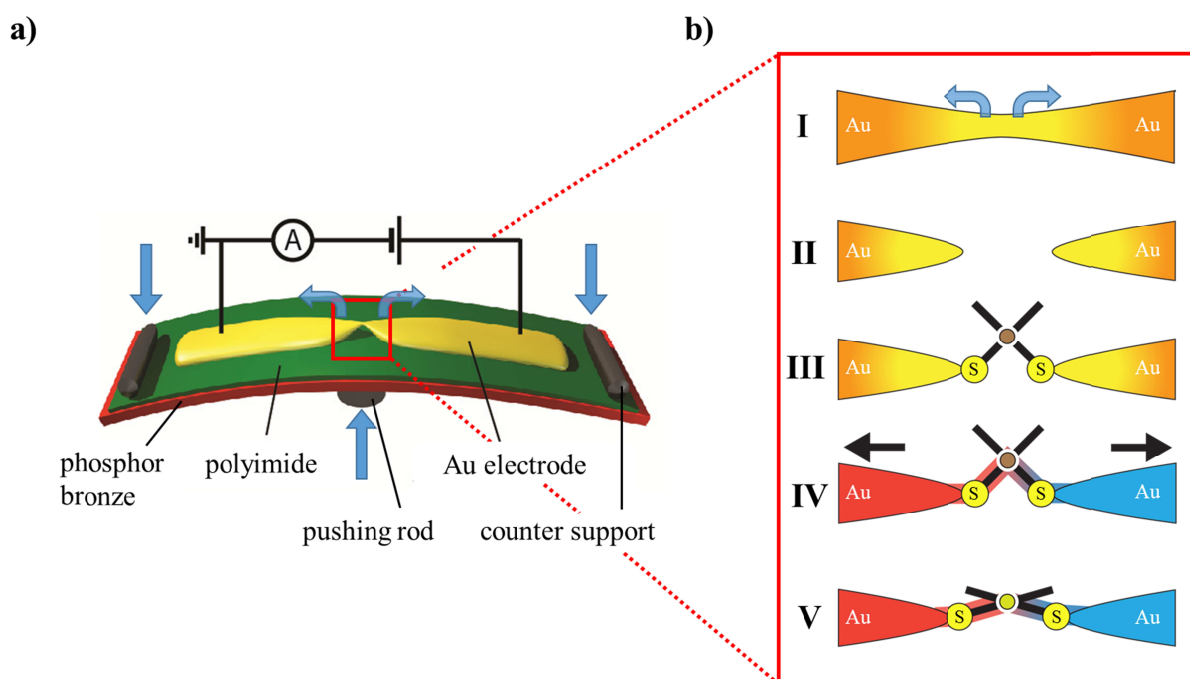 a)
A
phosphor
bronze
polyimide
pushing rod
Au electrode
counter support
b)
I
Au
Au
II
Au
Au
III
Au
S
S
Au
IV
Au
S
S
Au
V
Au
S
S
Au